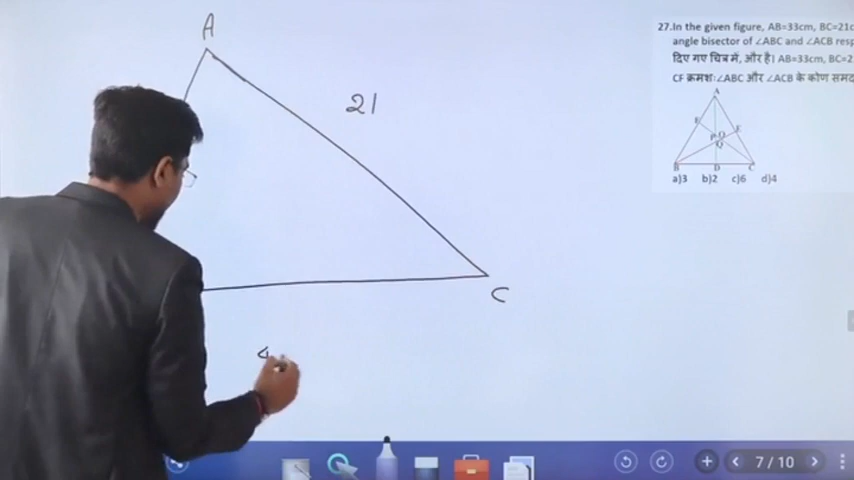 A
21
C
4
27.In the given figure, AB=33cm, BC=21c
angle bisector of ∠ABC and ∠ACB resp
दिए गए चित्र में, और है। AB=33cm, BC=2
CF क्रमशः∠ABC और ∠ACB के कोण समद
A
F
E
P
O
Q
B
D
C
a)3 b)2 c)6 d)4
7/10